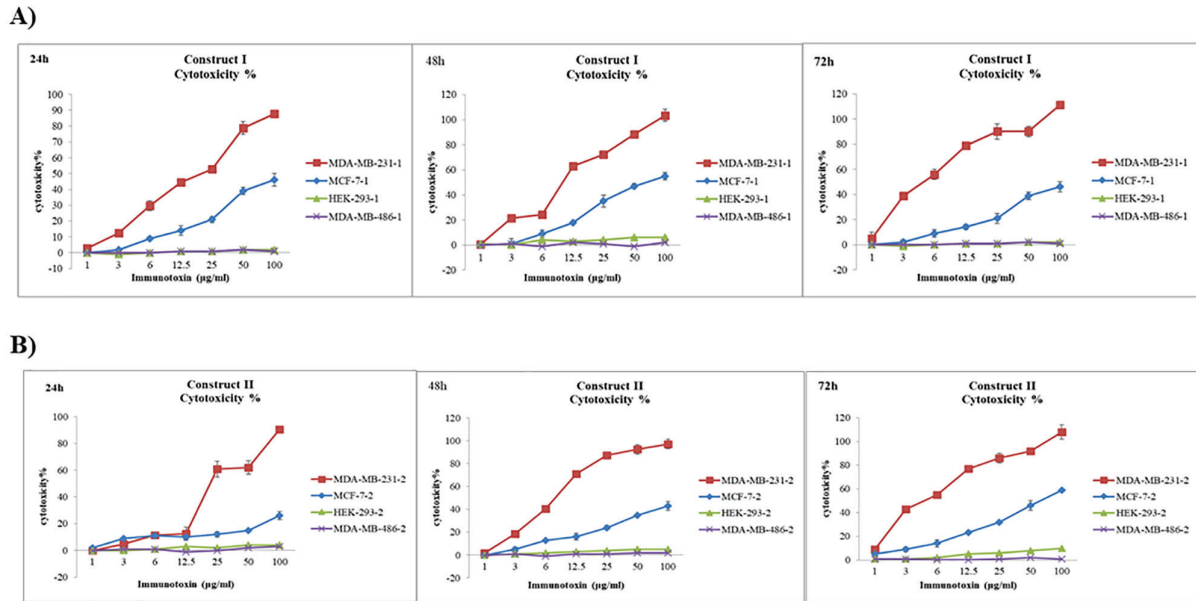 A)
24h
Construct I
Cytotoxicity %
cytotoxicity%
100
90
80
70
60
50
40
30
20
10
0
-10
1 3 6 12.5 25 50 100
Immunotoxin (µg/ml)
MDA-MB-231-1
MCF-7-1
HEK-293-1
MDA-MB-486-1
48h
Construct I
Cytotoxicity %
cytotoxicity%
120
100
80
60
40
20
0
-20
1 3 6 12.5 25 50 100
Immunotoxin (µg/ml)
MDA-MB-231-1
MCF-7-1
HEK-293-1
MDA-MB-486-1
72h
Construct I
Cytotoxicity %
cytotoxicity%
120
100
80
60
40
20
0
-20
1 3 6 12.5 25 50 100
Immunotoxin (µg/ml)
MDA-MB-231-1
MCF-7-1
HEK-293-1
MDA-MB-486-1
B)
24h
Construct II
Cytotoxicity %
cytotoxicity%
100
80
60
40
20
0
-20
1 3 6 12.5 25 50 100
Immunotoxin (µg/ml)
MDA-MB-231-2
MCF-7-2
HEK-293-2
MDA-MB-486-2
48h
Construct II
Cytotoxicity %
cytotoxicity%
120
100
80
60
40
20
0
-20
1 3 6 12.5 25 50 100
Immunotoxin (µg/ml)
MDA-MB-231-2
MCF-7-2
HEK-293-2
MDA-MB-486-2
72h
Construct II
Cytotoxicity %
cytotoxicity%
120
100
80
60
40
20
0
-20
1 3 6 12.5 25 50 100
Immunotoxin (µg/ml)
MDA-MB-231-2
MCF-7-2
HEK-293-2
MDA-MB-486-2